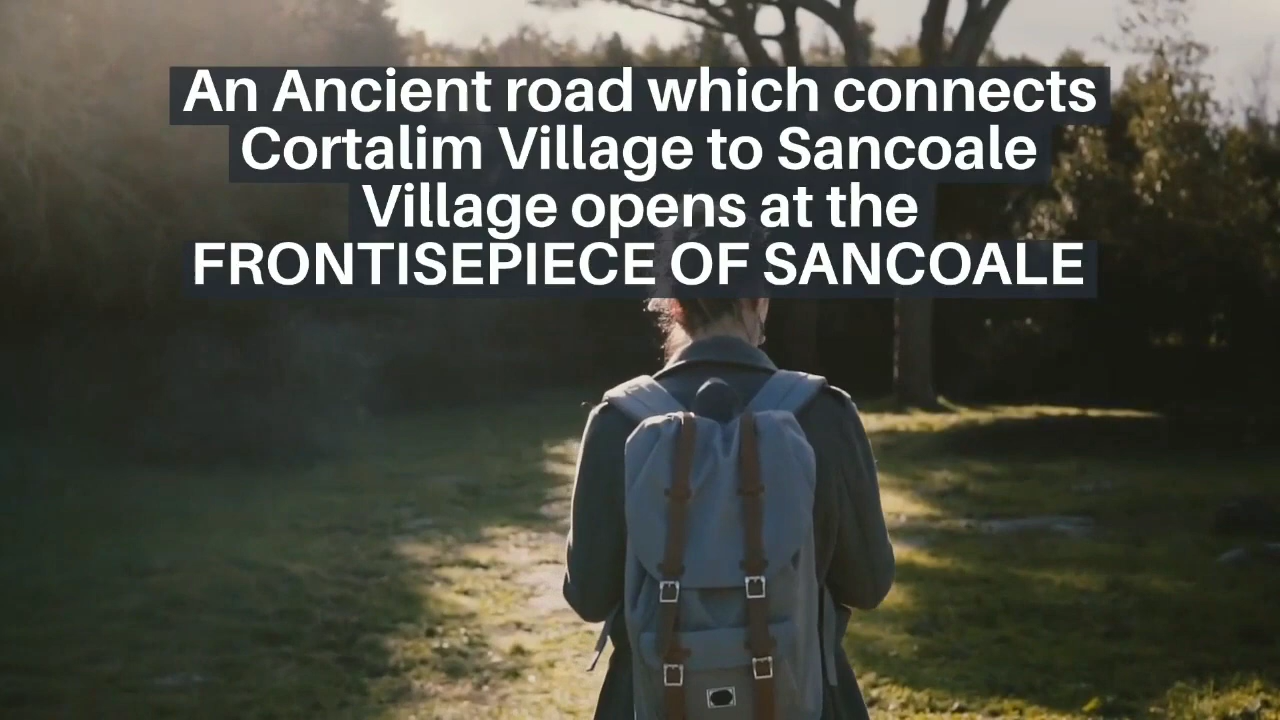 An Ancient road which connects
Cortalim Village to Sancoale
Village opens at the
FRONTISEPIECE OF SANCOALE